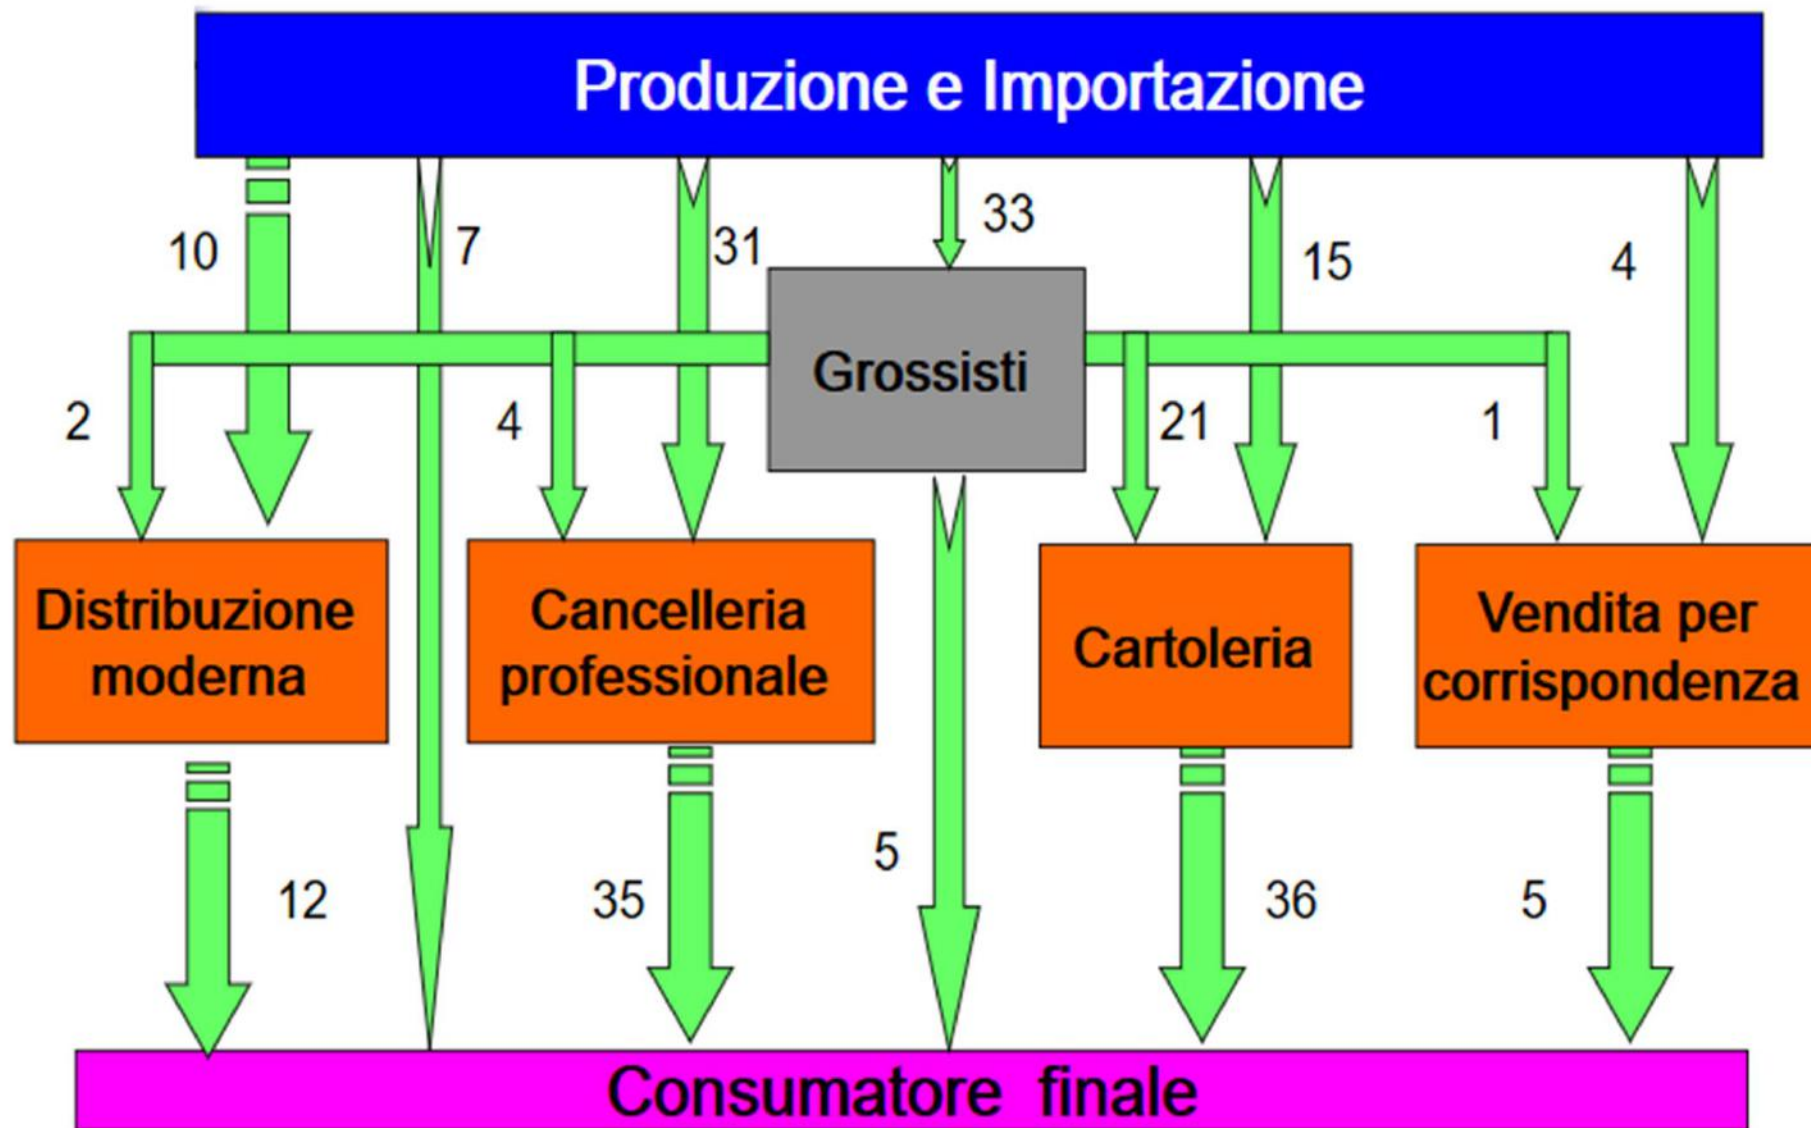 Produzione e Importazione
10
7
31
33
15
4
Grossisti
2
4
21
1
Distribuzione
moderna
Cancelleria
professionale
Cartoleria
Vendita per
corrispondenza
12
35
5
36
5
Consumatore finale